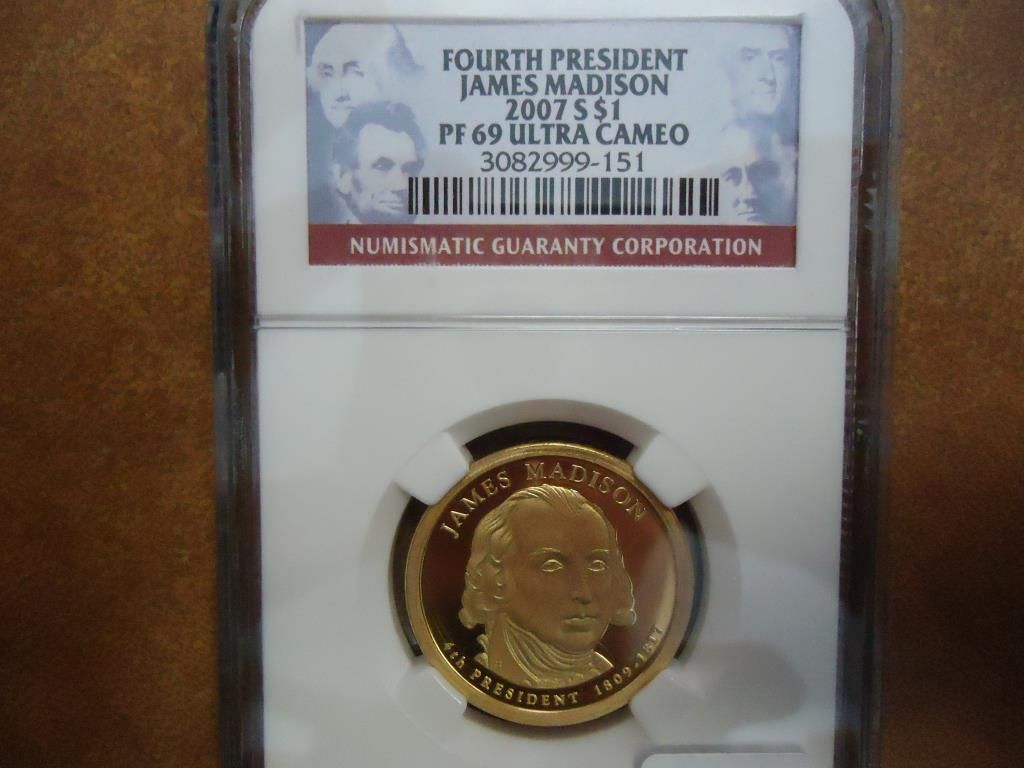 FOURTH PRESIDENT
JAMES MADISON
2007 S $1
PF 69 ULTRA CAMEO
3082999-151
NUMISMATIC GUARANTY CORPORATION
JAMES MADISON
4th PRESIDENT 1809-1817